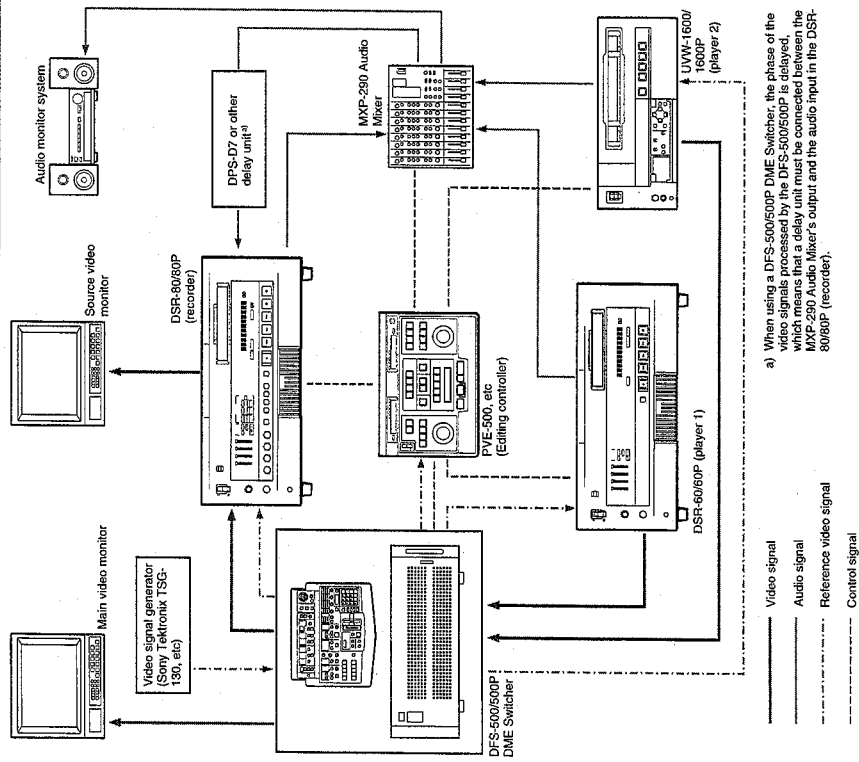 Audio monitor system
Source video
monitor
Main video monitor
DPS-D7 or other
delay unit a)
MXP-290 Audio
Mixer
UVW-1600/
1600P
(player 2)
DSR-80/80P
(recorder)
Video signal generator
(Sony Tektronix TSG-
130, etc)
PVE-500, etc
(Editing controller)
DSR-60/60P (player 1)
DFS-500/500P
DME Switcher
Video signal
Audio signal
Reference video signal
Control signal
a) When using a DFS-500/500P DME Switcher, the phase of the
video signals processed by the DFS-500/500P is delayed,
which means that a delay unit must be connected between the
MXP-290 Audio Mixer's output and the audio input in the DSR-
80/80P (recorder).